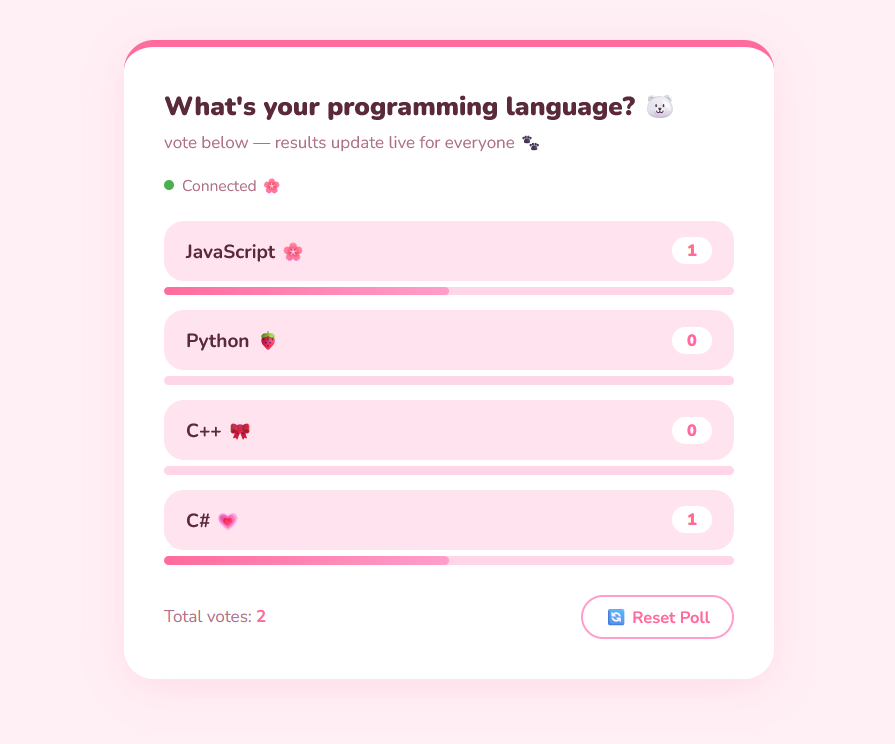 What's your programming language? 🐻‍❄️
vote below — results update live for everyone 🐾
Connected 🌸
JavaScript 🌸 1
Python 🍓 0
C++ 🎀 0
C# 💗 1
Total votes: 2
🔄 Reset Poll